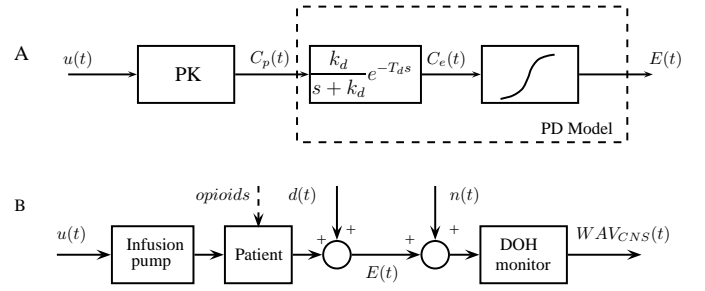 A
u(t)
PK
C_p(t)
k_d
s + k_d
e^{-T_d s}
C_e(t)
E(t)
PD Model
B
u(t)
Infusion
pump
opioids
Patient
d(t)
+ +
E(t)
n(t)
+ +
DOH
monitor
WAV_{CNS}(t)